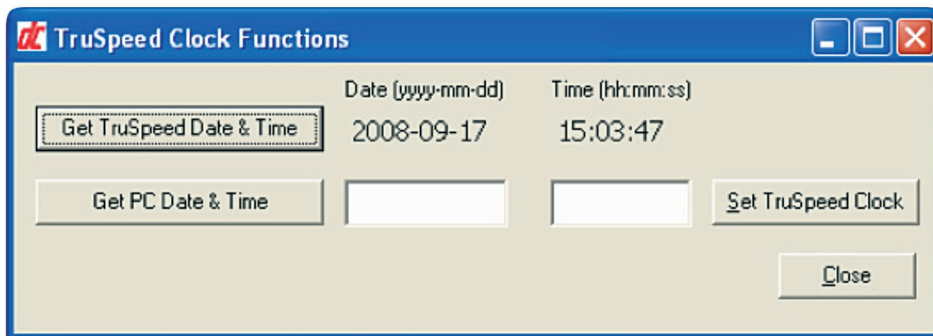 dc TruSpeed Clock Functions
Date (yyyy-mm-dd) Time (hh:mm:ss)
Get TruSpeed Date & Time 2008-09-17 15:03:47
Get PC Date & Time Set TruSpeed Clock
Close